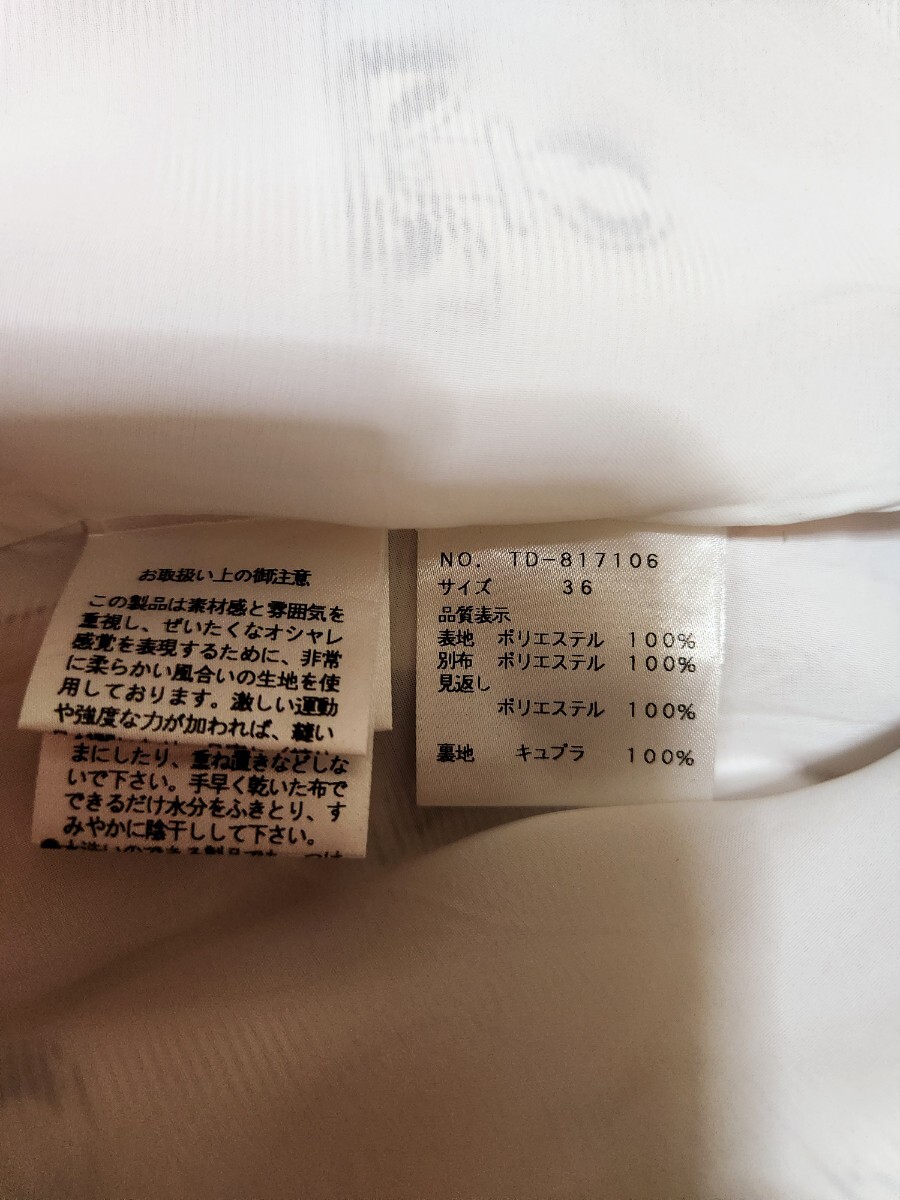 お取扱い上の御注意
この製品は素材感と雰囲気を
重視し、ぜいたくなオシャレ
感覚を表現するために、非常
に柔らかい風合いの生地を使
用しております。激しい運動
や強度な力が加われば、縫い
まにしたり、重ね置きなどしな
いで下さい。手早く乾いた布で
できるだけ水分をふきとり、す
みやかに陰干しして下さい。
NO. TD-817106
サイズ 36
品質表示
表地 ポリエステル 100%
別布 ポリエステル 100%
見返し
ポリエステル 100%
裏地 キュプラ 100%